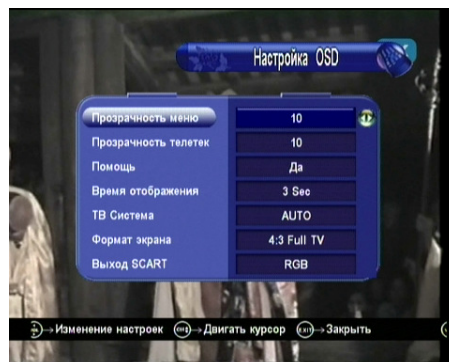 Настройка OSD
Прозрачность меню 10
Прозрачность телетек 10
Помощь Да
Время отображения 3 Sec
ТВ Система AUTO
Формат экрана 4:3 Full TV
Выход SCART RGB
→Изменение настроек →Двигать курсор EXIT→Закрыть